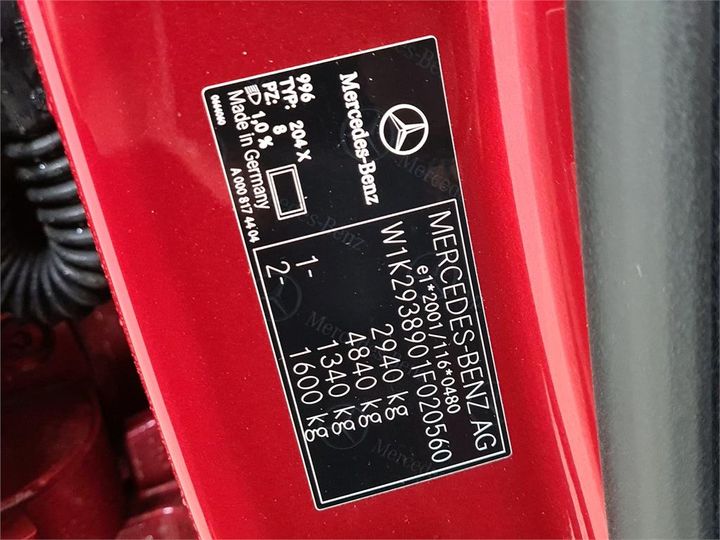 MERCEDES-BENZ AG
e1*2001/116*0480
W1K2938901F020560
2940 kg
4840 kg
1- 1340 kg
2- 1600 kg
Mercedes-Benz
996
TYP: 204 X
PZ: 8
1,0 %
Made in Germany
A 000 817 44 04